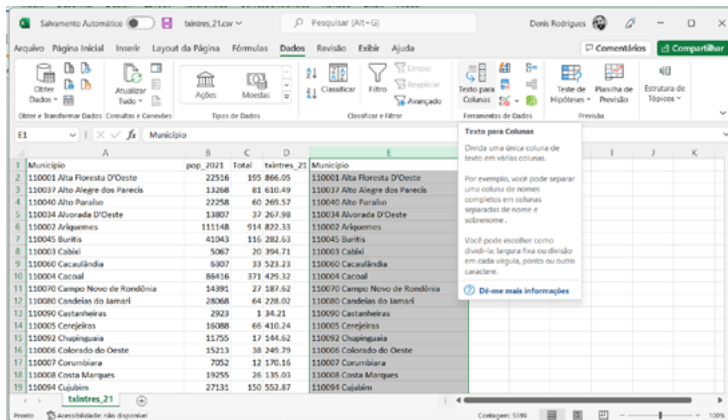 Salvamento Automático txintres_21.csv Pesquisar (Alt+G) Denis Rodrigues
Arquivo Página Inicial Inserir Layout da Página Fórmulas Dados Revisão Exibir Ajuda Comentários Compartilhar
Obter Dados Atualizar Tudo Ações Moedas Classificar Filtro Limpar Reaplicar Avançado Texto para Colunas Teste de Hipóteses Planilha de Previsão Estrutura de Tópicos
Obter e Transformar Dados Consultas e Conexões Tipos de Dados Classificar e Filtrar Ferramentas de Dados Previsão
E1 fx Município
Texto para Colunas
Divida uma única coluna de
texto em várias colunas.
Por exemplo, você pode separar
uma coluna de nomes
completos em colunas
separadas de nome e
sobrenome .
Você pode escolher como
dividi-la: largura fixa ou divisão
em cada vírgula, ponto ou outro
caractere.
Dê-me mais informações
A B C D E I J K
1 Município pop_2021 Total txintres_21 Município
2 110001 Alta Floresta D'Oeste 22516 195 866.05 110001 Alta Floresta D'Oeste
3 110037 Alto Alegre dos Parecis 13268 81 610.49 110037 Alto Alegre dos Parecis
4 110040 Alto Paraíso 22258 60 269.57 110040 Alto Paraíso
5 110034 Alvorada D'Oeste 13807 37 267.98 110034 Alvorada D'Oeste
6 110002 Ariquemes 111148 914 822.33 110002 Ariquemes
7 110045 Buritis 41043 116 282.63 110045 Buritis
8 110003 Cabixi 5067 20 394.71 110003 Cabixi
9 110060 Cacaulândia 6307 33 523.23 110060 Cacaulândia
10 110004 Cacoal 86416 371 429.32 110004 Cacoal
11 110070 Campo Novo de Rondônia 14391 27 187.62 110070 Campo Novo de Rondônia
12 110080 Candeias do Jamari 28068 64 228.02 110080 Candeias do Jamari
13 110090 Castanheiras 2923 1 34.21 110090 Castanheiras
14 110005 Cerejeiras 16088 66 410.24 110005 Cerejeiras
15 110092 Chupinguaia 11755 17 144.62 110092 Chupinguaia
16 110006 Colorado do Oeste 15213 38 249.79 110006 Colorado do Oeste
17 110007 Corumbiara 7052 12 170.16 110007 Corumbiara
18 110008 Costa Marques 19255 26 135.03 110008 Costa Marques
19 110094 Cujubim 27131 150 552.87 110094 Cujubim
txintres_21
Pronto Acessibilidade: não disponível Contagem: 5599 100%